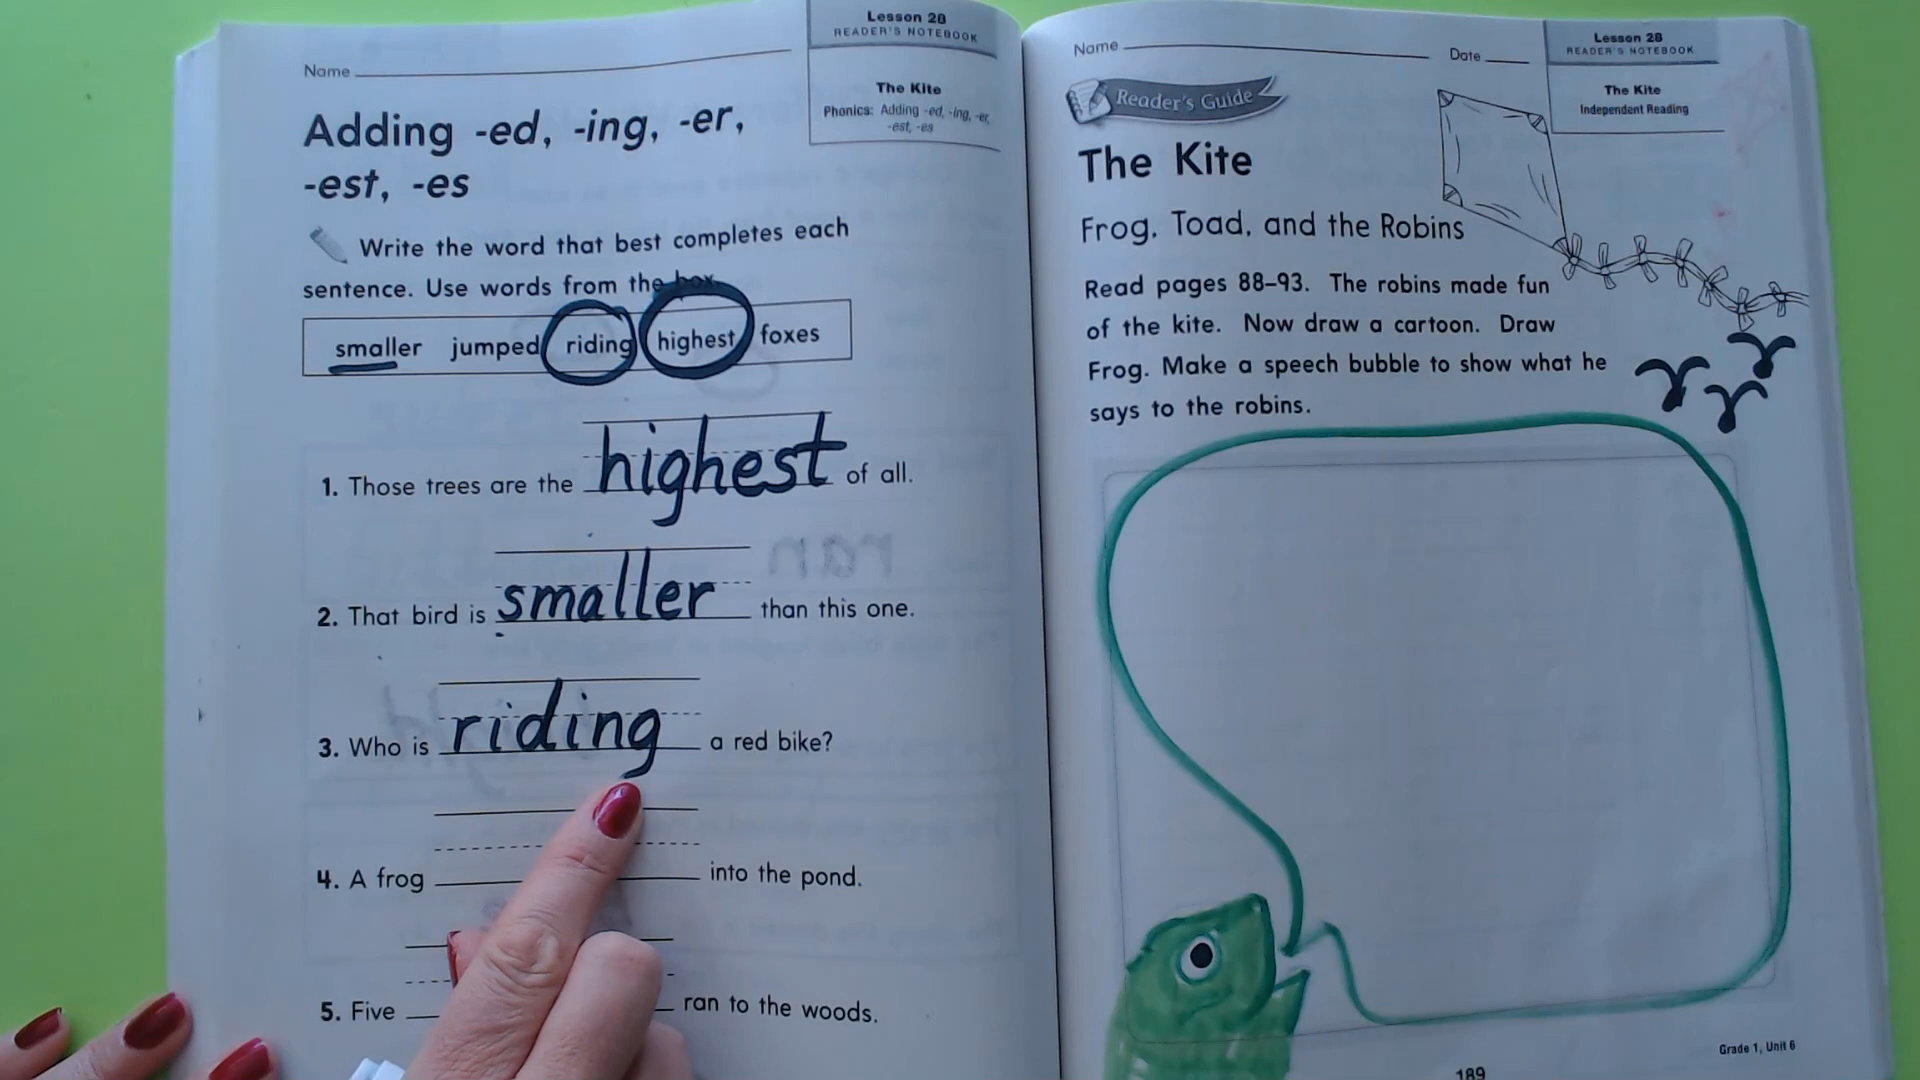 Name
Lesson 28
READER'S NOTEBOOK
The Kite
Phonics: Adding -ed, -ing, -er,
-est, -es
Adding -ed, -ing, -er,
-est, -es
Write the word that best completes each
sentence. Use words from the box.
smaller jumped riding highest foxes
1. Those trees are the highest of all.
2. That bird is smaller than this one.
3. Who is riding a red bike?
4. A frog into the pond.
5. Five ran to the woods.
Name Date
Lesson 28
READER'S NOTEBOOK
The Kite
Independent Reading
Reader's Guide
The Kite
Frog, Toad, and the Robins
Read pages 88–93. The robins made fun
of the kite. Now draw a cartoon. Draw
Frog. Make a speech bubble to show what he
says to the robins.
Grade 1, Unit 6
189